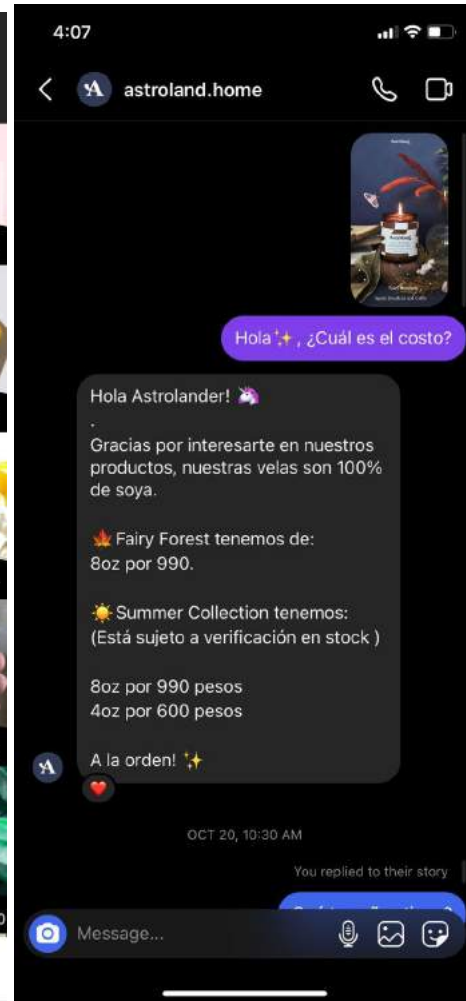 4:07
astroland.home
Hola✨, ¿Cuál es el costo?
Hola Astrolander! 🦄
.
Gracias por interesarte en nuestros
productos, nuestras velas son 100%
de soya.
🍁 Fairy Forest tenemos de:
8oz por 990.
☀️ Summer Collection tenemos:
(Está sujeto a verificación en stock )
8oz por 990 pesos
4oz por 600 pesos
A la orden! ✨
OCT 20, 10:30 AM
You replied to their story
Message...